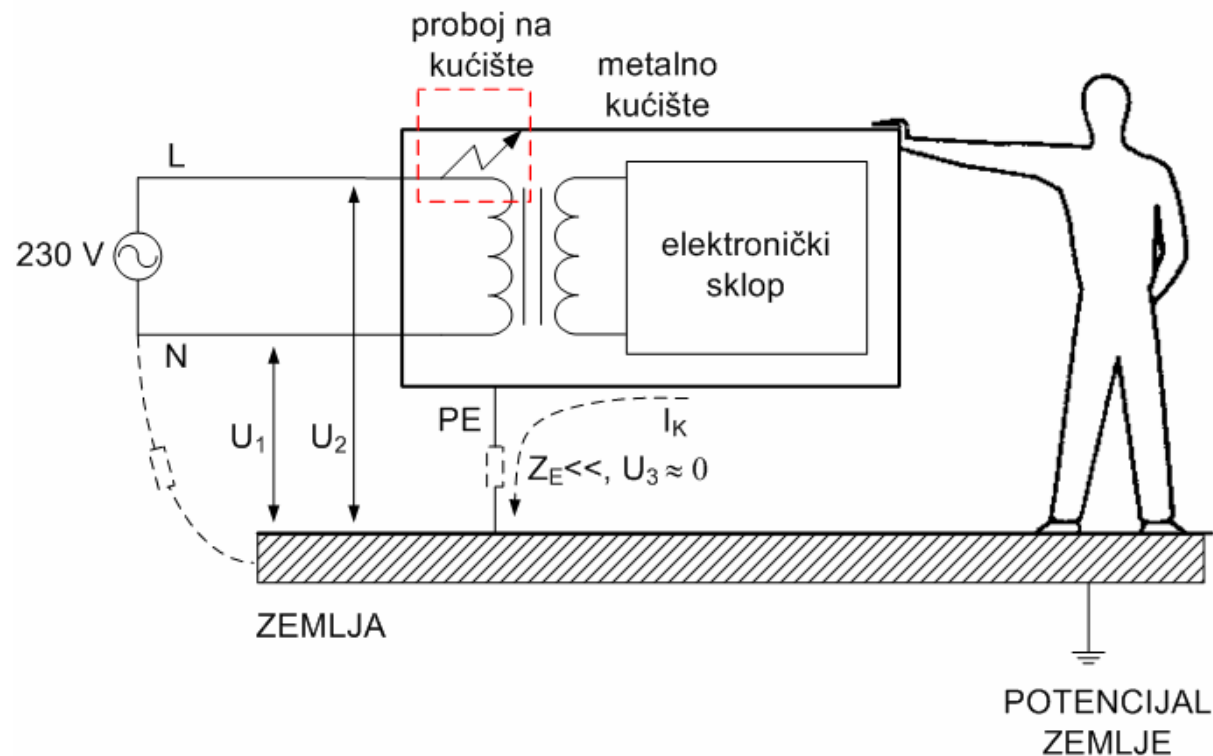 proboj na
kućište
metalno
kućište
L
230 V
elektronički
sklop
N
U1
U2
PE
IK
ZE<<, U3 ≈ 0
ZEMLJA
POTENCIJAL
ZEMLJE